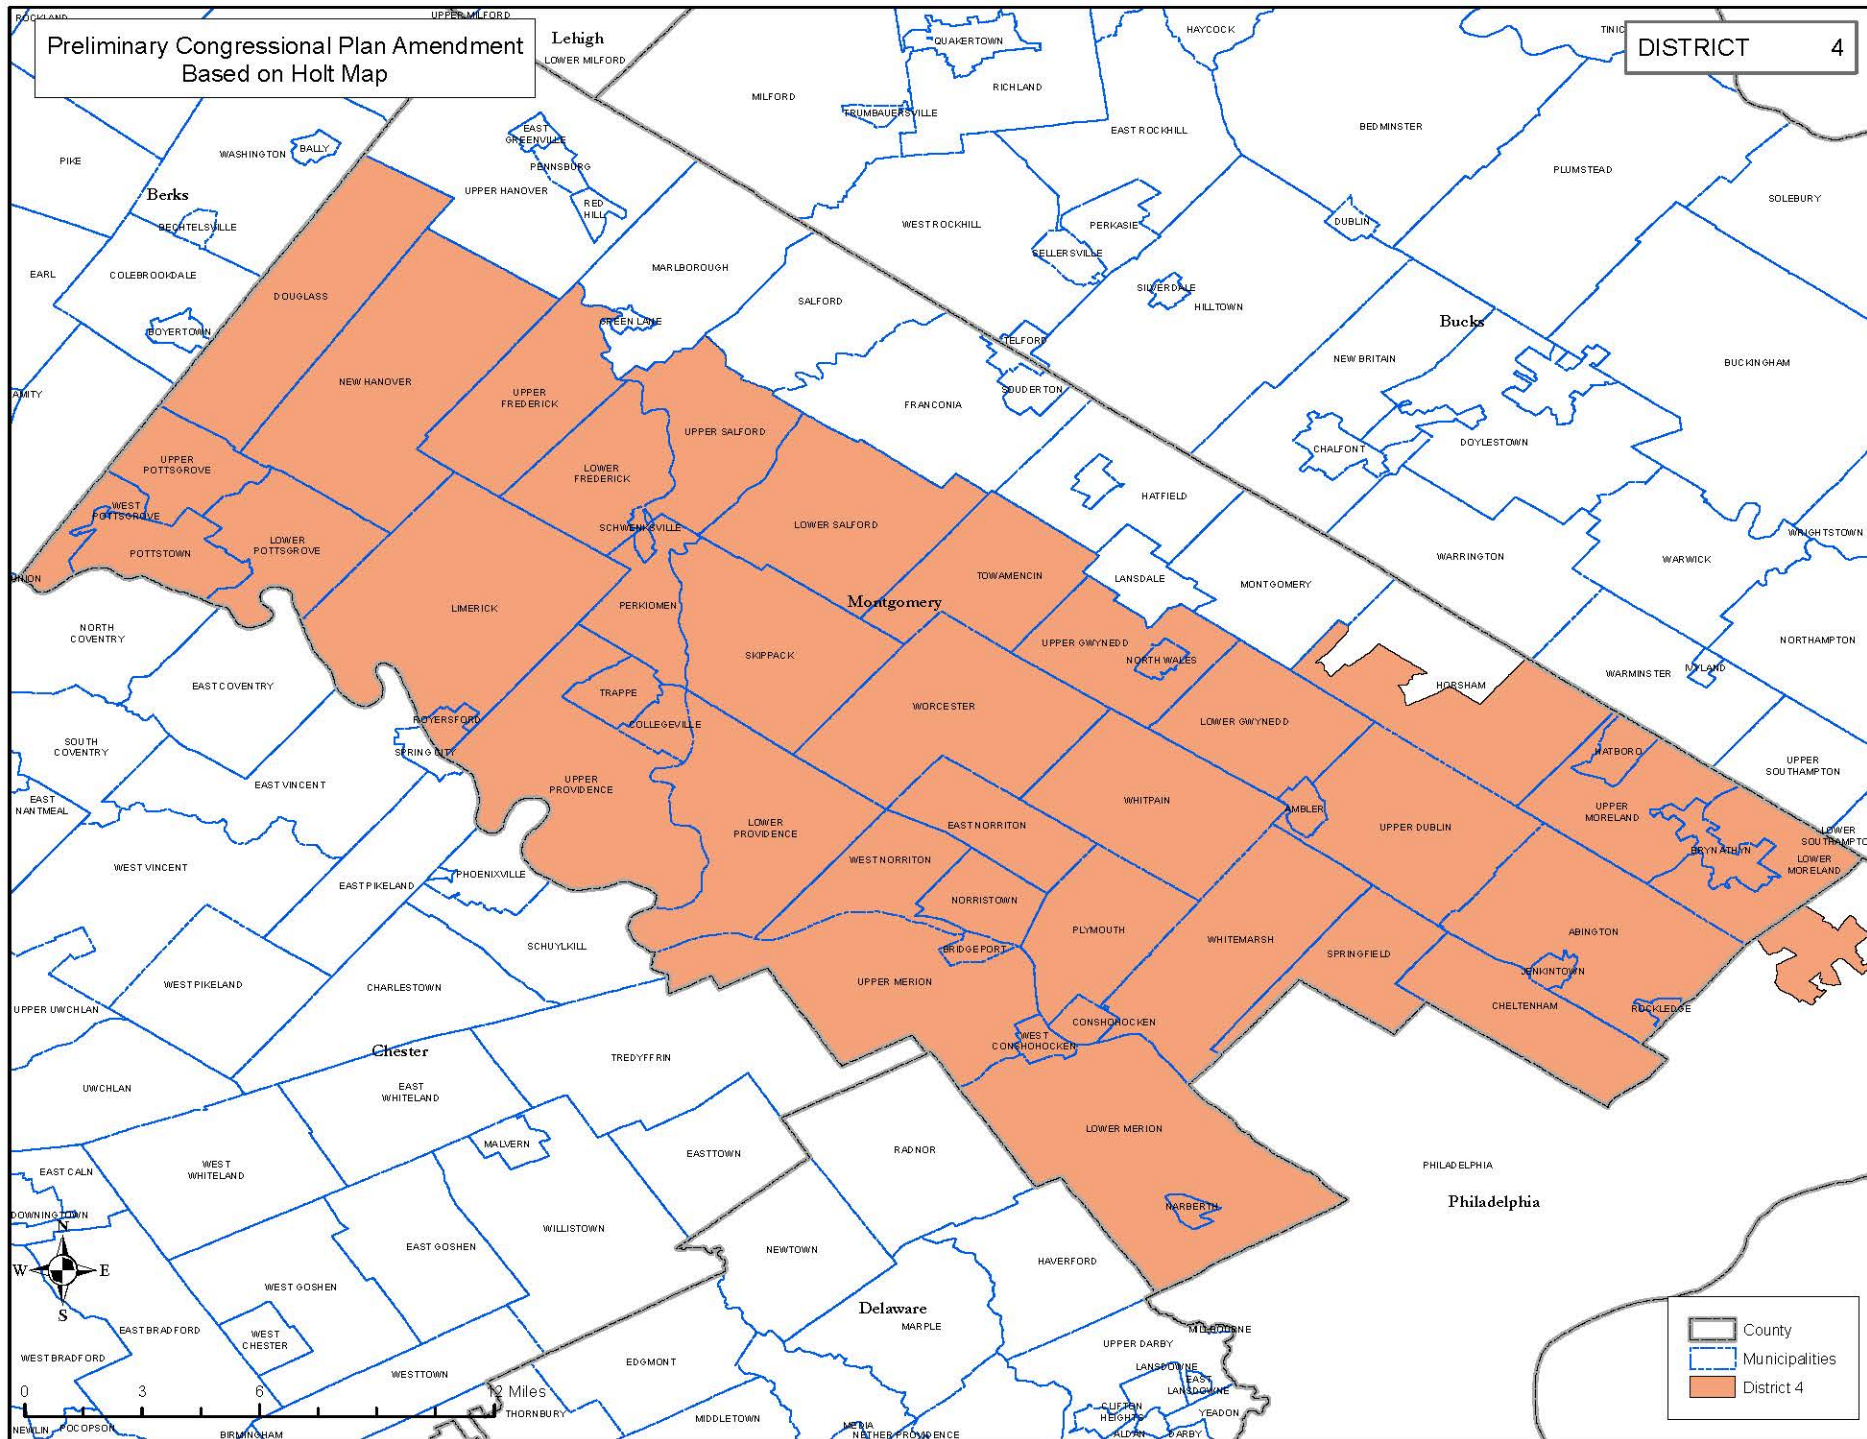 Preliminary Congressional Plan Amendment
Based on Holt Map
DISTRICT 4
ROCKLAND
UPPER MILFORD
Lehigh
LOWER MILFORD
QUAKERTOWN
HAYCOCK
MILFORD
RICHLAND
TRUMBAUERSVILLE
EAST ROCKHILL
BEDMINSTER
PIKE
WASHINGTON
BALLY
EAST
GREENVILLE
PENNSBURG
UPPER HANOVER
RED
HILL
Berks
BECHTELSVILLE
PLUMSTEAD
SOLEBURY
WEST ROCKHILL
PERKASIE
DUBLIN
SELLERSVILLE
EARL
COLEBROOKDALE
DOUGLASS
MARLBOROUGH
SALFORD
SILVERDALE
HILLTOWN
BOYERTOWN
GREEN LANE
TELFORD
Bucks
NEW BRITAIN
BUCKINGHAM
AMITY
NEW HANOVER
UPPER
FREDERICK
FRANCONIA
SOUDERTON
UPPER SALFORD
CHALFONT
DOYLESTOWN
UPPER
POTTSGROVE
LOWER
FREDERICK
HATFIELD
WEST
POTTSGROVE
SCHWENKSVILLE
LOWER SALFORD
WRIGHTSTOWN
POTTSTOWN
LOWER
POTTSGROVE
WARRINGTON
WARWICK
UNION
TOWAMENCIN
LANSDALE
MONTGOMERY
LIMERICK
PERKIOMEN
Montgomery
NORTH
COVENTRY
UPPER GWYNEDD
NORTH WALES
NORTHAMPTON
SKIPPACK
EAST COVENTRY
TRAPPE
HORSHAM
WARMINSTER
IVYLAND
WORCESTER
LOWER GWYNEDD
ROYERSFORD
COLLEGEVILLE
SOUTH
COVENTRY
SPRING CITY
HATBORO
UPPER
SOUTHAMPTON
EAST VINCENT
UPPER
PROVIDENCE
EAST
NANTMEAL
WHITPAIN
AMBLER
UPPER
MORELAND
LOWER
PROVIDENCE
EAST NORRITON
UPPER DUBLIN
LOWER
BRYN ATHYN
LOWER
MORELAND
WEST VINCENT
WEST NORRITON
PHOENIXVILLE
EAST PIKELAND
NORRISTOWN
PLYMOUTH
WHITEMARSH
ABINGTON
SCHUYLKILL
BRIDGEPORT
SPRINGFIELD
JENKINTOWN
WEST PIKELAND
CHARLESTOWN
UPPER MERION
UPPER UWCHLAN
CHELTENHAM
ROCKLEDGE
CONSHOHOCKEN
WEST
CONSHOHOCKEN
Chester
TREDYFFRIN
UWCHLAN
EAST
WHITELAND
LOWER MERION
MALVERN
EASTTOWN
RADNOR
EAST CALN
WEST
WHITELAND
PHILADELPHIA
Philadelphia
NARBERTH
DOWNINGTOWN
N
W
E
S
WILLISTOWN
EAST GOSHEN
NEWTOWN
HAVERFORD
WEST GOSHEN
Delaware
MARPLE
EAST BRADFORD
WEST
CHESTER
MILLBOURNE
UPPER DARBY
WEST BRADFORD
EDGMONT
LANSDOWNE
EAST
LANSDOWNE
WESTTOWN
0 3 6 12 Miles
THORNBURY
MIDDLETOWN
CLIFTON
HEIGHTS
YEADON
NEWLIN
POCOPSON
BIRMINGHAM
MEDIA
NETHER PROVIDENCE
ALDAN
DARBY
County
Municipalities
District 4